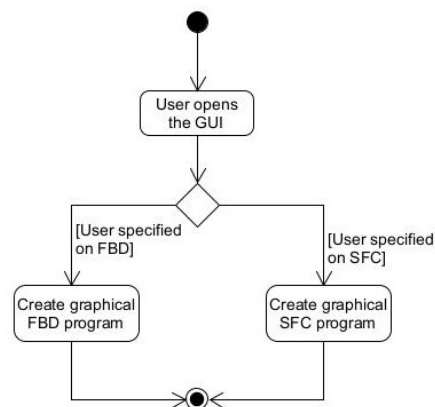 User opens
the GUI
[User specified
on FBD]
[User specified
on SFC]
Create graphical
FBD program
Create graphical
SFC program